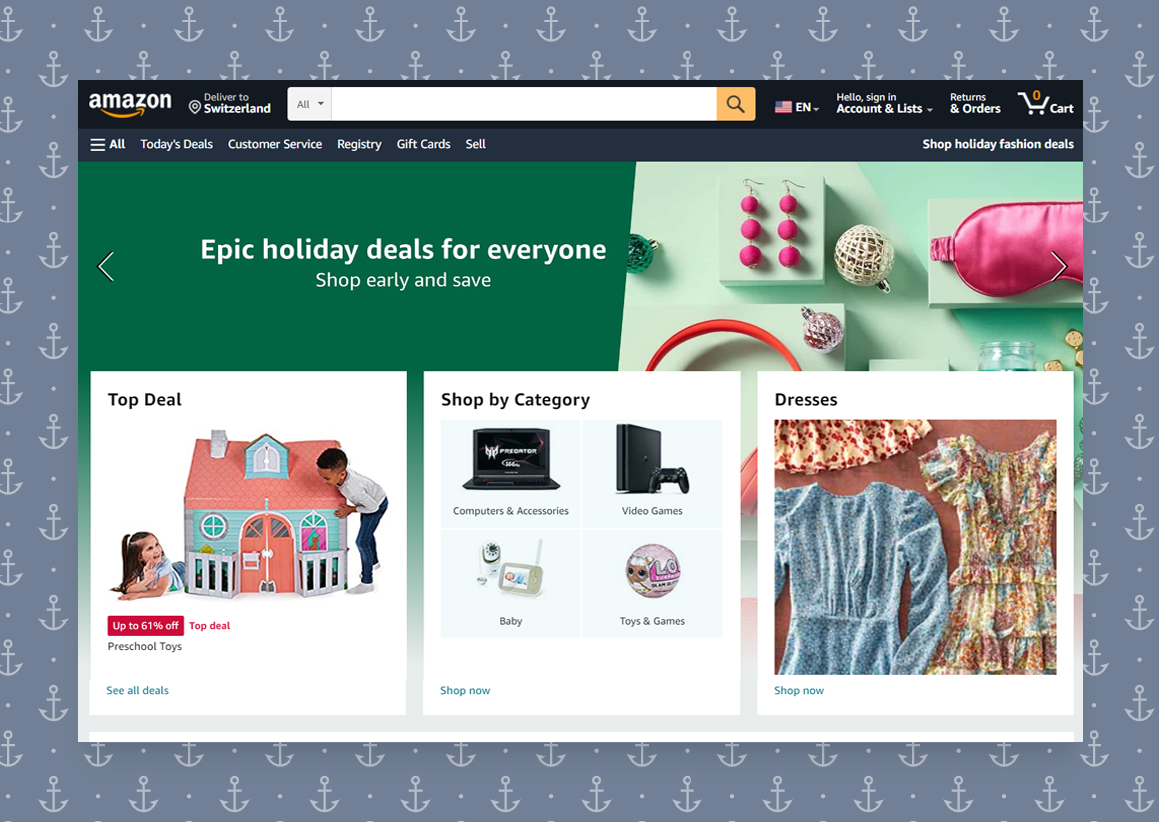 amazon
Deliver to
Switzerland
All
EN
Hello, sign in
Account & Lists
Returns
& Orders
0
Cart
All
Today's Deals
Customer Service
Registry
Gift Cards
Sell
Shop holiday fashion deals
Epic holiday deals for everyone
Shop early and save
Top Deal
Up to 61% off
Top deal
Preschool Toys
See all deals
Shop by Category
PREDATOR
Computers & Accessories
Video Games
Baby
Toys & Games
Shop now
Dresses
Shop now